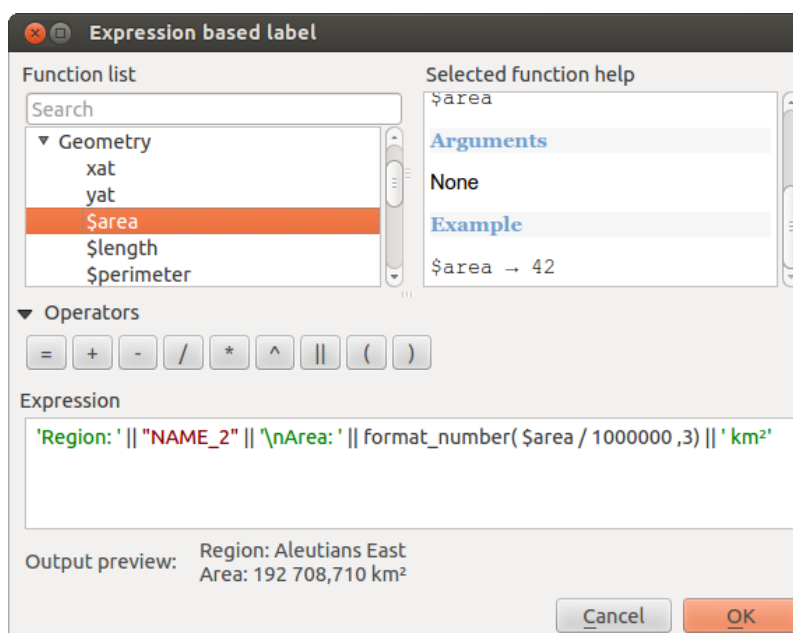 Expression based label
Function list
Selected function help
Search
Geometry
xat
yat
$area
$length
$perimeter
$area
Arguments
None
Example
$area → 42
Operators
= + - / * ^ || ( )
Expression
'Region: ' || "NAME_2" || '\nArea: ' || format_number( $area / 1000000 ,3) || ' km²'
Output preview:
Region: Aleutians East
Area: 192 708,710 km²
Cancel
OK